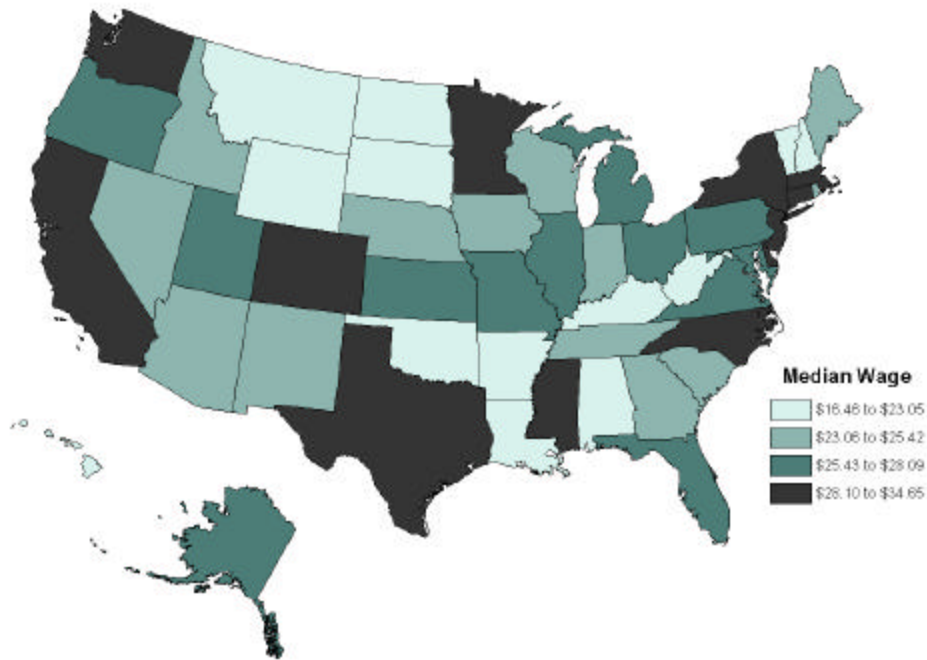 Median Wage
$16.46 to $23.05
$23.06 to $25.42
$25.43 to $28.09
$28.10 to $34.65